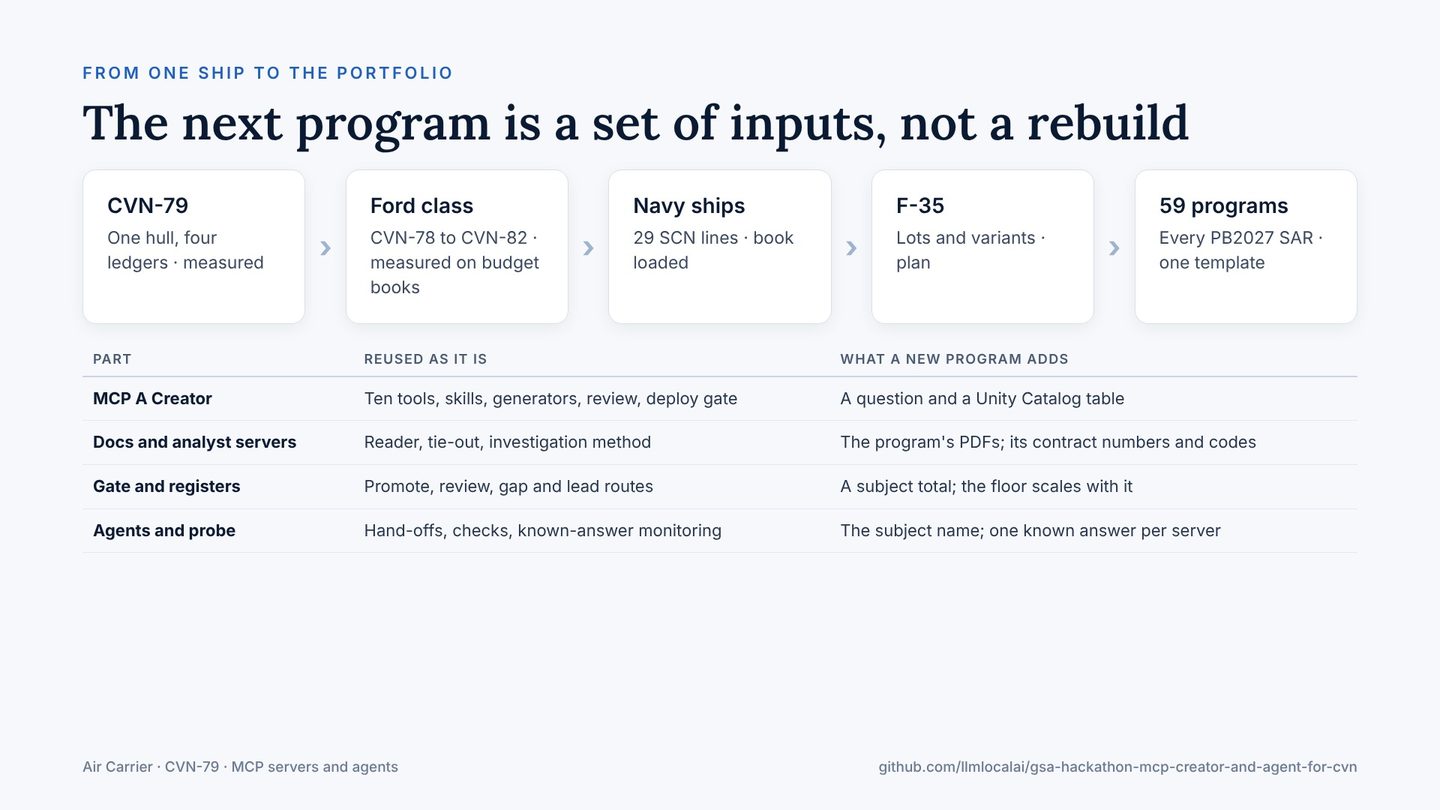 FROM ONE SHIP TO THE PORTFOLIO
The next program is a set of inputs, not a rebuild
CVN-79
One hull, four
ledgers · measured
›
Ford class
CVN-78 to CVN-82 ·
measured on budget
books
›
Navy ships
29 SCN lines · book
loaded
›
F-35
Lots and variants ·
plan
›
59 programs
Every PB2027 SAR ·
one template
PART REUSED AS IT IS WHAT A NEW PROGRAM ADDS
MCP A Creator Ten tools, skills, generators, review, deploy gate A question and a Unity Catalog table
Docs and analyst servers Reader, tie-out, investigation method The program's PDFs; its contract numbers and codes
Gate and registers Promote, review, gap and lead routes A subject total; the floor scales with it
Agents and probe Hand-offs, checks, known-answer monitoring The subject name; one known answer per server
Air Carrier · CVN-79 · MCP servers and agents github.com/llmlocalai/gsa-hackathon-mcp-creator-and-agent-for-cvn